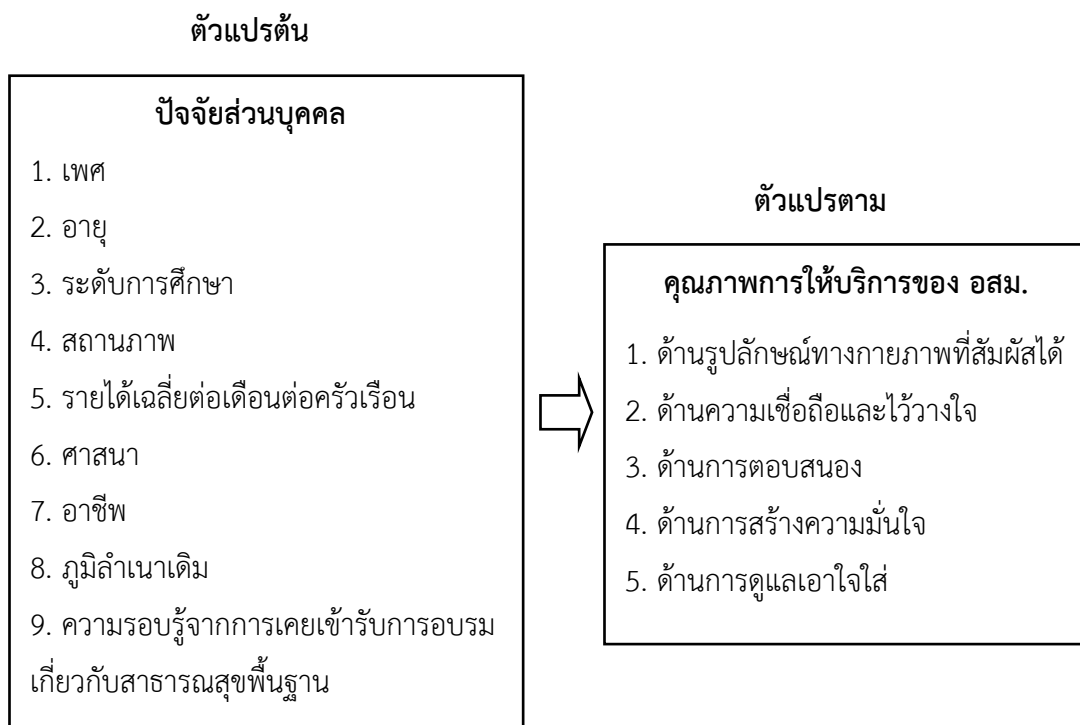 ตัวแปรต้น
ปัจจัยส่วนบุคคล
1. เพศ
2. อายุ
3. ระดับการศึกษา
4. สถานภาพ
5. รายได้เฉลี่ยต่อเดือนต่อครัวเรือน
6. ศาสนา
7. อาชีพ
8. ภูมิลำเนาเดิม
9. ความรอบรู้จากการเคยเข้ารับการอบรม
เกี่ยวกับสาธารณสุขพื้นฐาน
ตัวแปรตาม
คุณภาพการให้บริการของ อสม.
1. ด้านรูปลักษณ์ทางกายภาพที่สัมผัสได้
2. ด้านความเชื่อถือและไว้วางใจ
3. ด้านการตอบสนอง
4. ด้านการสร้างความมั่นใจ
5. ด้านการดูแลเอาใจใส่